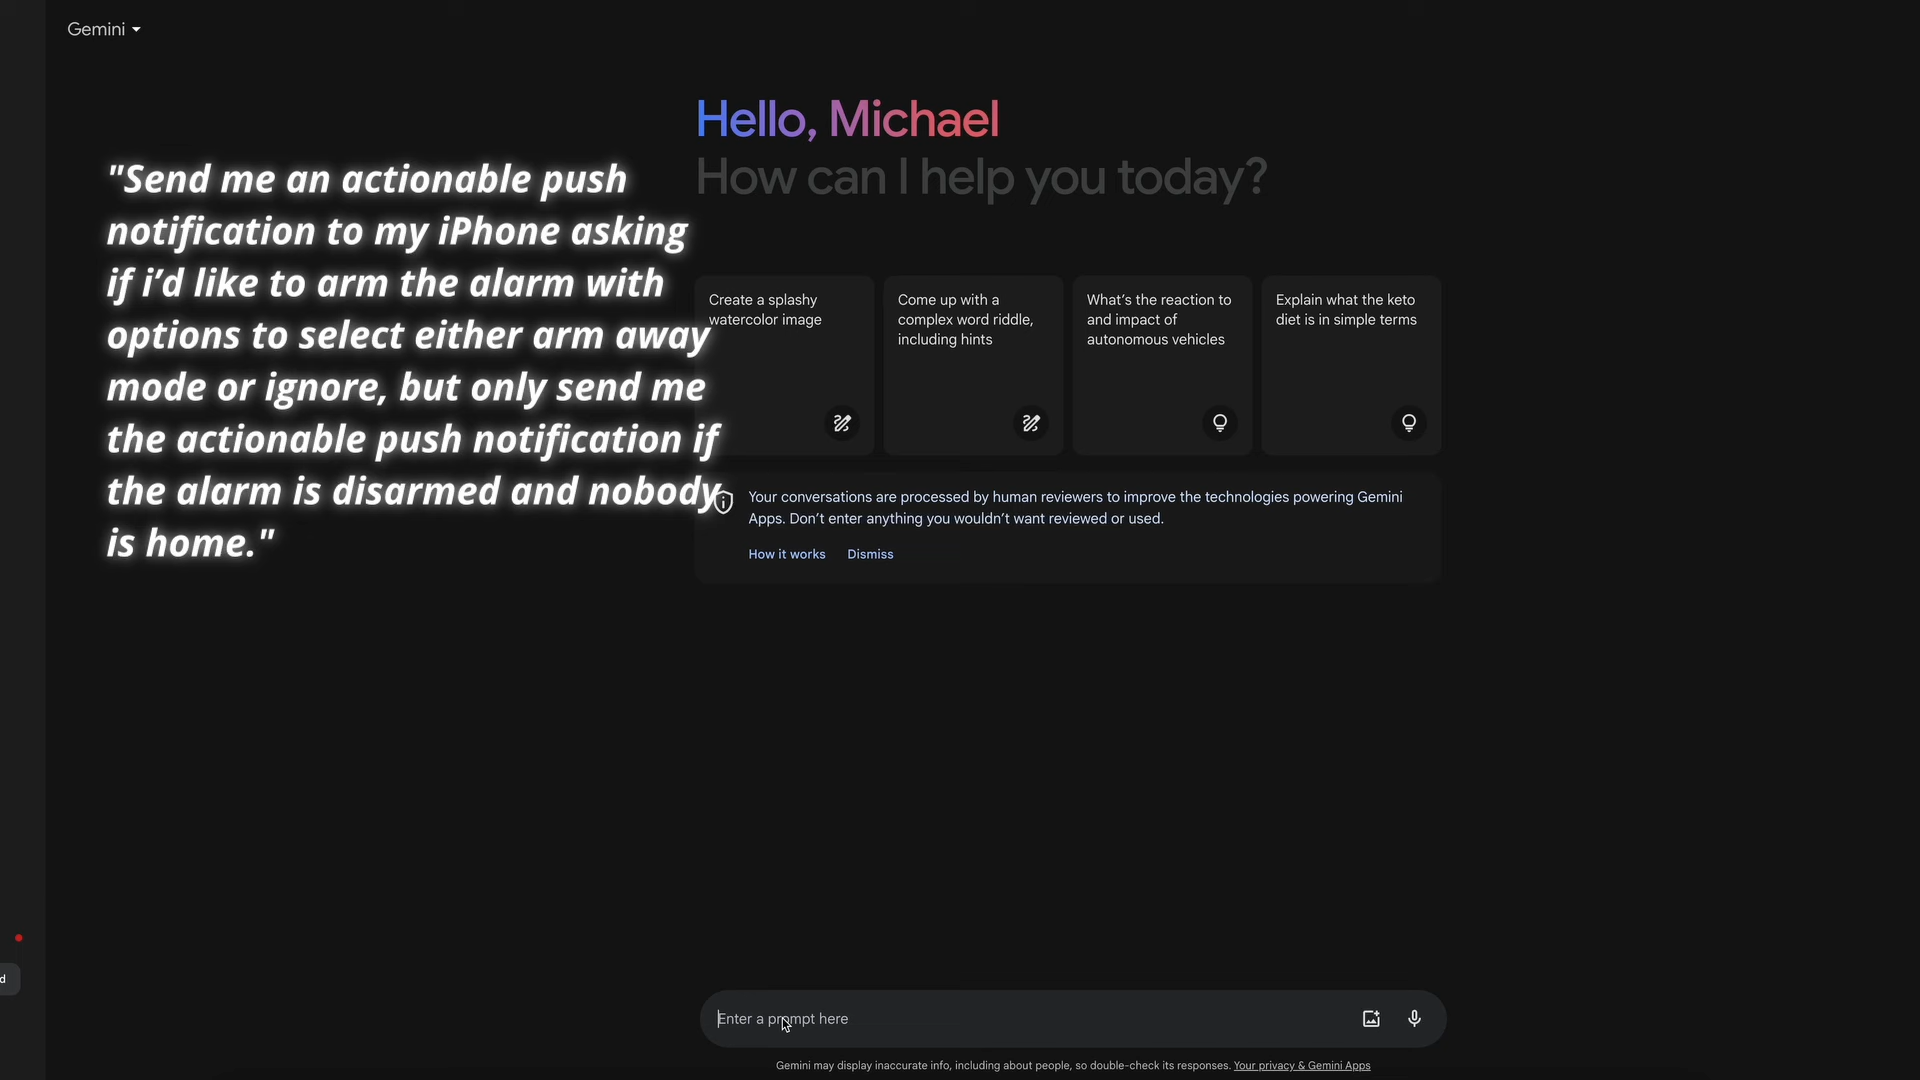 Gemini
Hello, Michael
How can I help you today?
"Send me an actionable push
notification to my iPhone asking
if i’d like to arm the alarm with
options to select either arm away
mode or ignore, but only send me
the actionable push notification if
the alarm is disarmed and nobody
is home."
Create a splashy
watercolor image
Come up with a
complex word riddle,
including hints
What’s the reaction to
and impact of
autonomous vehicles
Explain what the keto
diet is in simple terms
Your conversations are processed by human reviewers to improve the technologies powering Gemini
Apps. Don’t enter anything you wouldn’t want reviewed or used.
How it works Dismiss
d
Enter a prompt here
Gemini may display inaccurate info, including about people, so double-check its responses. Your privacy & Gemini Apps